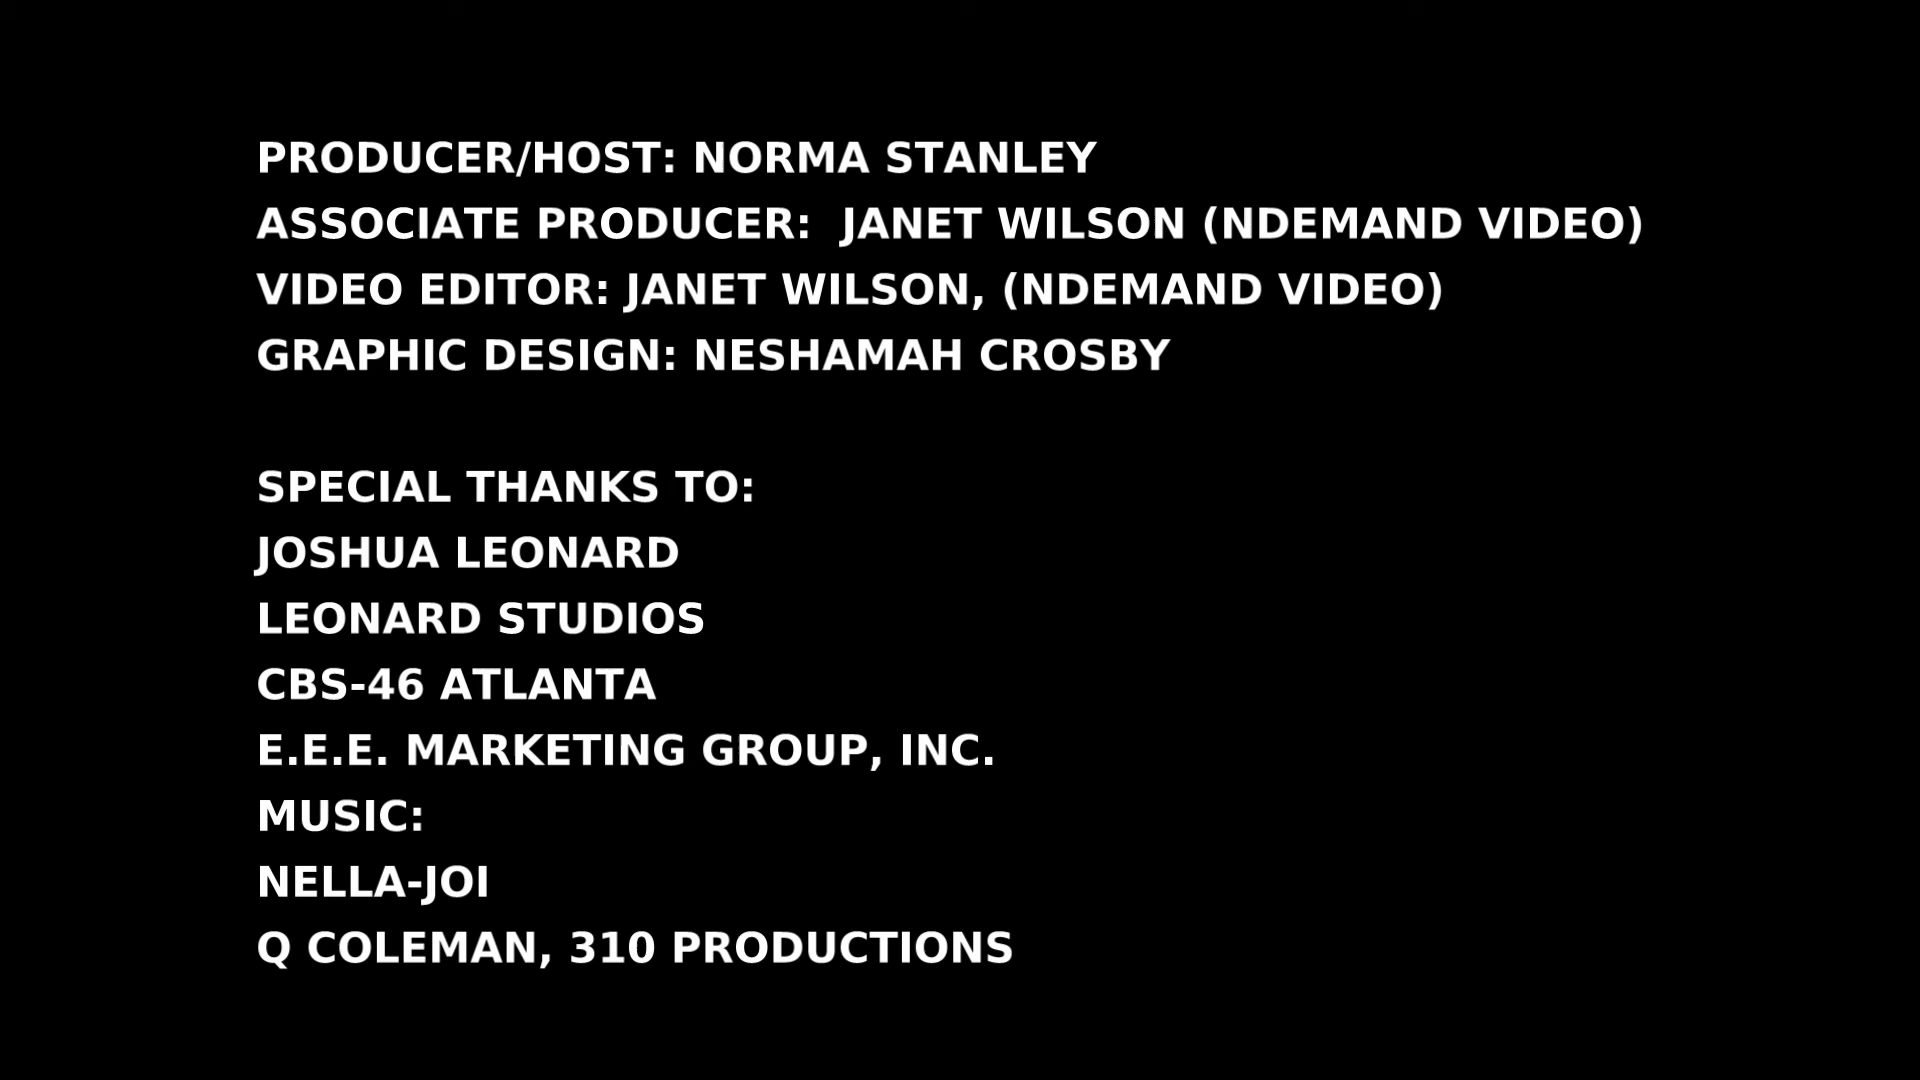 PRODUCER/HOST: NORMA STANLEY
ASSOCIATE PRODUCER:  JANET WILSON (NDEMAND VIDEO)
VIDEO EDITOR: JANET WILSON, (NDEMAND VIDEO)
GRAPHIC DESIGN: NESHAMAH CROSBY
SPECIAL THANKS TO:
JOSHUA LEONARD
LEONARD STUDIOS
CBS-46 ATLANTA
E.E.E. MARKETING GROUP, INC.
MUSIC:
NELLA-JOI
Q COLEMAN, 310 PRODUCTIONS